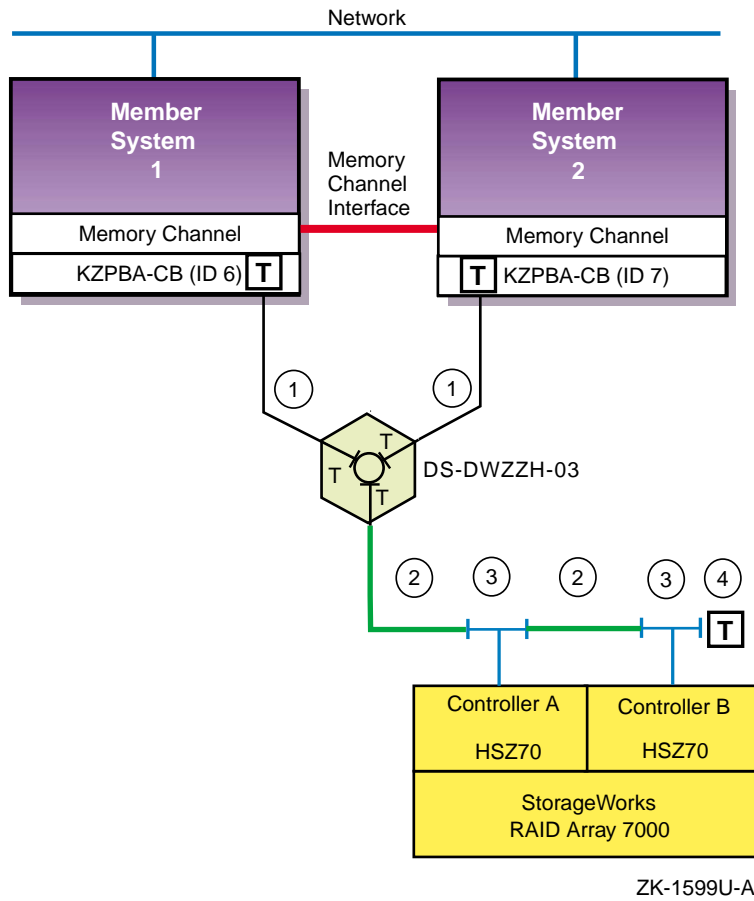 Network
Member
System
1
Member
System
2
Memory
Channel
Interface
Memory Channel
Memory Channel
KZPBA-CB (ID 6)
T
T
KZPBA-CB (ID 7)
1
1
T
T
T
DS-DWZZH-03
2
3
2
3
4
T
Controller A
HSZ70
Controller B
HSZ70
StorageWorks
RAID Array 7000
ZK-1599U-AI